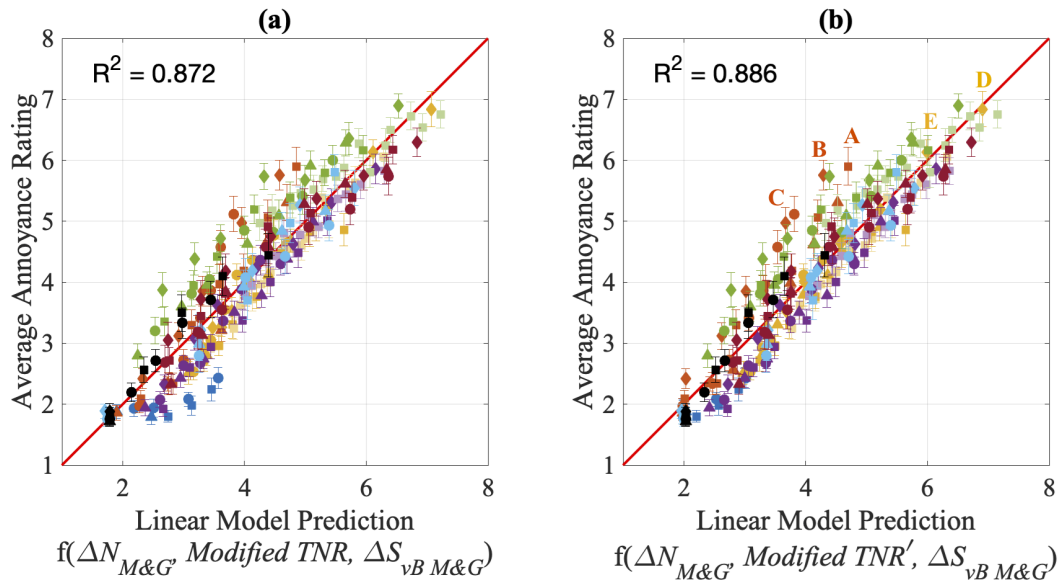 (a)
R² = 0.872
8
7
6
5
4
3
2
1
Average Annoyance Rating
2 4 6 8
Linear Model Prediction
f(ΔN_M&G, Modified TNR, ΔS_vB M&G)
(b)
R² = 0.886
D
E
A
B
C
8
7
6
5
4
3
2
1
Average Annoyance Rating
2 4 6 8
Linear Model Prediction
f(ΔN_M&G, Modified TNR′, ΔS_vB M&G)